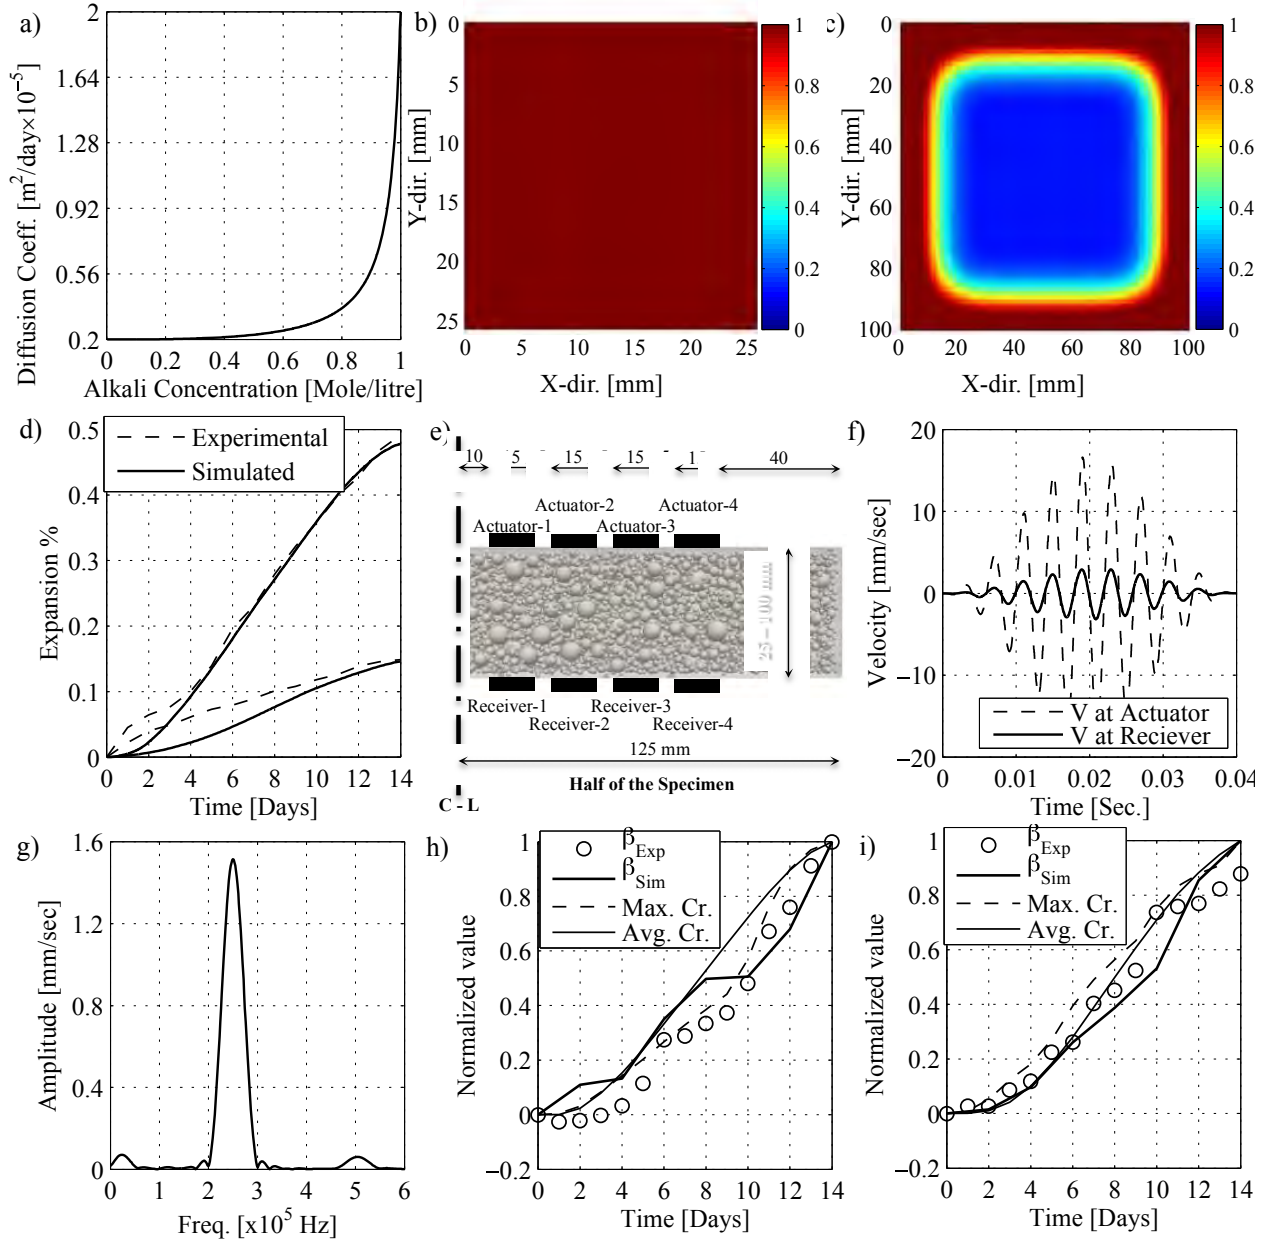 a)
Diffusion Coeff. [m²/day×10⁻⁵]
2
1.64
1.28
0.92
0.56
0.2
0 0.2 0.4 0.6 0.8 1
Alkali Concentration [Mole/litre]
b)
Y-dir. [mm]
0
5
10
15
20
25
0 5 10 15 20 25
X-dir. [mm]
1
0.8
0.6
0.4
0.2
0
c)
Y-dir. [mm]
0
20
40
60
80
100
0 20 40 60 80 100
X-dir. [mm]
1
0.8
0.6
0.4
0.2
0
d)
Expansion %
0.5
0.4
0.3
0.2
0.1
0
Experimental
Simulated
0 2 4 6 8 10 12 14
Time [Days]
e)
10 5 15 15 1 40
Actuator-2 Actuator-4
Actuator-1 Actuator-3
25 – 100 mm
Receiver-1 Receiver-3
Receiver-2 Receiver-4
125 mm
Half of the Specimen
C - L
f)
Velocity [mm/sec]
20
10
0
−10
−20
V at Actuator
V at Reciever
0 0.01 0.02 0.03 0.04
Time [Sec.]
g)
Amplitude [mm/sec]
1.6
1.2
0.8
0.4
0
0 1 2 3 4 5 6
Freq. [x10⁵ Hz]
h)
Normalized value
1
0.8
0.6
0.4
0.2
0
−0.2
β Exp
β Sim
Max. Cr.
Avg. Cr.
0 2 4 6 8 10 12 14
Time [Days]
i)
Normalized value
1
0.8
0.6
0.4
0.2
0
−0.2
β Exp
β Sim
Max. Cr.
Avg. Cr.
0 2 4 6 8 10 12 14
Time [Days]